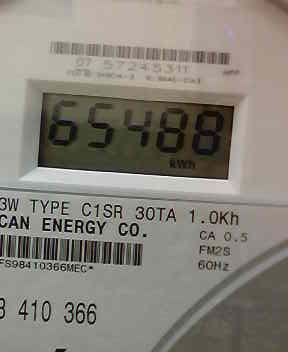 07 57245311
65488
kWh
3W TYPE C1SR 30TA 1.0Kh
CAN ENERGY CO.
CA 0.5
FM2S
60Hz
FS98410366MEC*
8 410 366